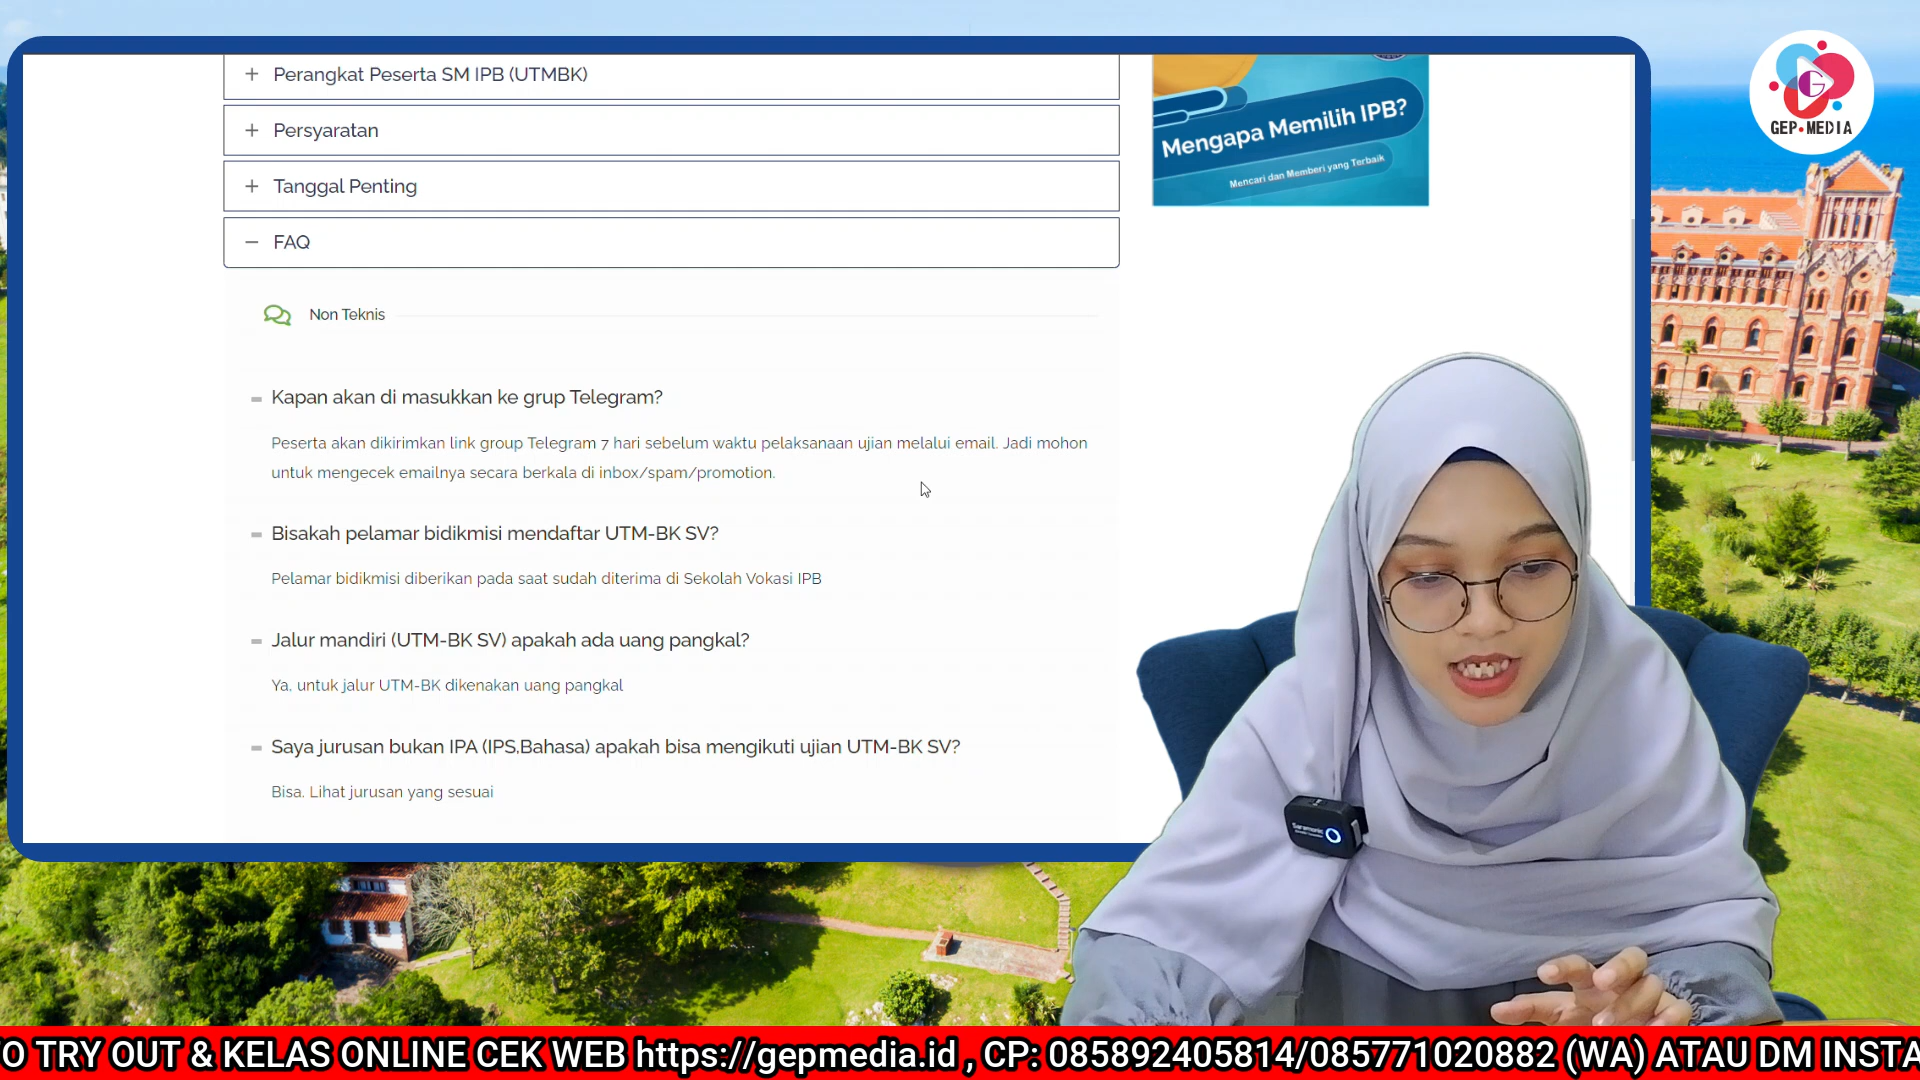 Perangkat Peserta SM IPB (UTMBK)
Persyaratan
Tanggal Penting
FAQ
Non Teknis
Kapan akan di masukkan ke grup Telegram?
Peserta akan dikirimkan link group Telegram 7 hari sebelum waktu pelaksanaan ujian melalui email. Jadi mohon
untuk mengecek emailnya secara berkala di inbox/spam/promotion.
Bisakah pelamar bidikmisi mendaftar UTM-BK SV?
Pelamar bidikmisi diberikan pada saat sudah diterima di Sekolah Vokasi IPB
Jalur mandiri (UTM-BK SV) apakah ada uang pangkal?
Ya, untuk jalur UTM-BK dikenakan uang pangkal
Saya jurusan bukan IPA (IPS,Bahasa) apakah bisa mengikuti ujian UTM-BK SV?
Bisa. Lihat jurusan yang sesuai
Mengapa Memilih IPB?
Mencari dan Memberi yang Terbaik
G
GEP•MEDIA
Saramonic
O TRY OUT & KELAS ONLINE CEK WEB https://gepmedia.id , CP: 085892405814/085771020882 (WA) ATAU DM INSTA